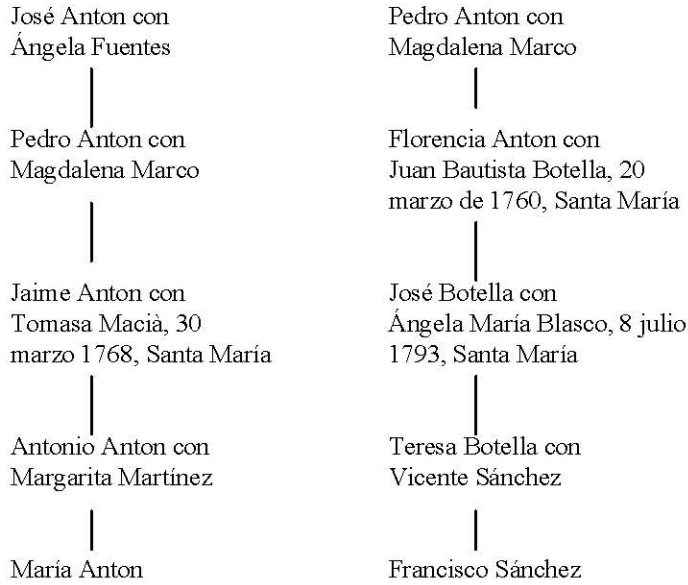 José Anton con
Ángela Fuentes
Pedro Anton con
Magdalena Marco
Jaime Anton con
Tomasa Macià, 30
marzo 1768, Santa María
Antonio Anton con
Margarita Martínez
María Anton
Pedro Anton con
Magdalena Marco
Florencia Anton con
Juan Bautista Botella, 20
marzo de 1760, Santa María
José Botella con
Ángela María Blasco, 8 julio
1793, Santa María
Teresa Botella con
Vicente Sánchez
Francisco Sánchez